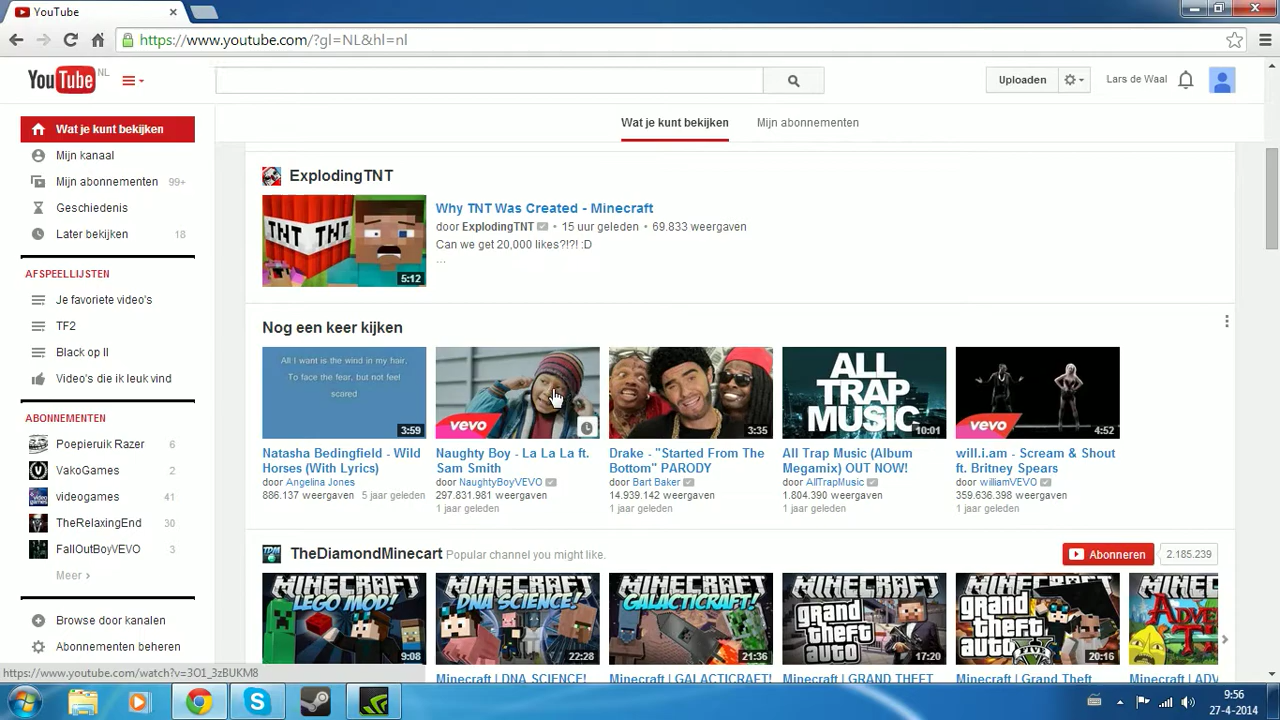 YouTube
https://www.youtube.com/?gl=NL&hl=nl
YouTube NL
Uploaden
Lars de Waal
Wat je kunt bekijken
Mijn abonnementen
Wat je kunt bekijken
Mijn kanaal
Mijn abonnementen 99+
Geschiedenis
Later bekijken 18
AFSPEELLIJSTEN
Je favoriete video's
TF2
Black op II
Video's die ik leuk vind
ABONNEMENTEN
Poepieruik Razer 6
VakoGames 2
videogames 41
TheRelaxingEnd 30
FallOutBoyVEVO 3
Meer ›
Browse door kanalen
Abonnementen beheren
ExplodingTNT
TNT TNT
5:12
Why TNT Was Created - Minecraft
door ExplodingTNT • 15 uur geleden • 69.833 weergaven
Can we get 20,000 likes?!?! :D
...
Nog een keer kijken
All I want is the wind in my hair,
To face the fear, but not feel
scared
3:59
Natasha Bedingfield - Wild
Horses (With Lyrics)
door Angelina Jones
886.137 weergaven 5 jaar geleden
vevo
Naughty Boy - La La La ft.
Sam Smith
door NaughtyBoyVEVO
297.831.981 weergaven
1 jaar geleden
3:35
Drake - "Started From The
Bottom" PARODY
door Bart Baker
14.939.142 weergaven
1 jaar geleden
ALL
TRAP
MUSIC
10:01
All Trap Music (Album
Megamix) OUT NOW!
door AllTrapMusic
1.804.390 weergaven
1 jaar geleden
vevo
4:52
will.i.am - Scream & Shout
ft. Britney Spears
door williamVEVO
359.636.398 weergaven
1 jaar geleden
TDM
TheDiamondMinecart Popular channel you might like.
Abonneren 2.185.239
MINECRAFT
LEGO MOD!
9:08
MINECRAFT
DNA SCIENCE!
22:28
Minecraft | DNA SCIENCE!
MINECRAFT
GALACTICRAFT!
21:36
Minecraft | GALACTICRAFT!
MINECRAFT
grand
theft
auto
17:20
Minecraft | GRAND THEFT
MINECRAFT
grand
theft
V
20:16
Minecraft | Grand Theft
Minecraft | ADV
https://www.youtube.com/watch?v=3O1_3zBUKM8
9:56
27-4-2014